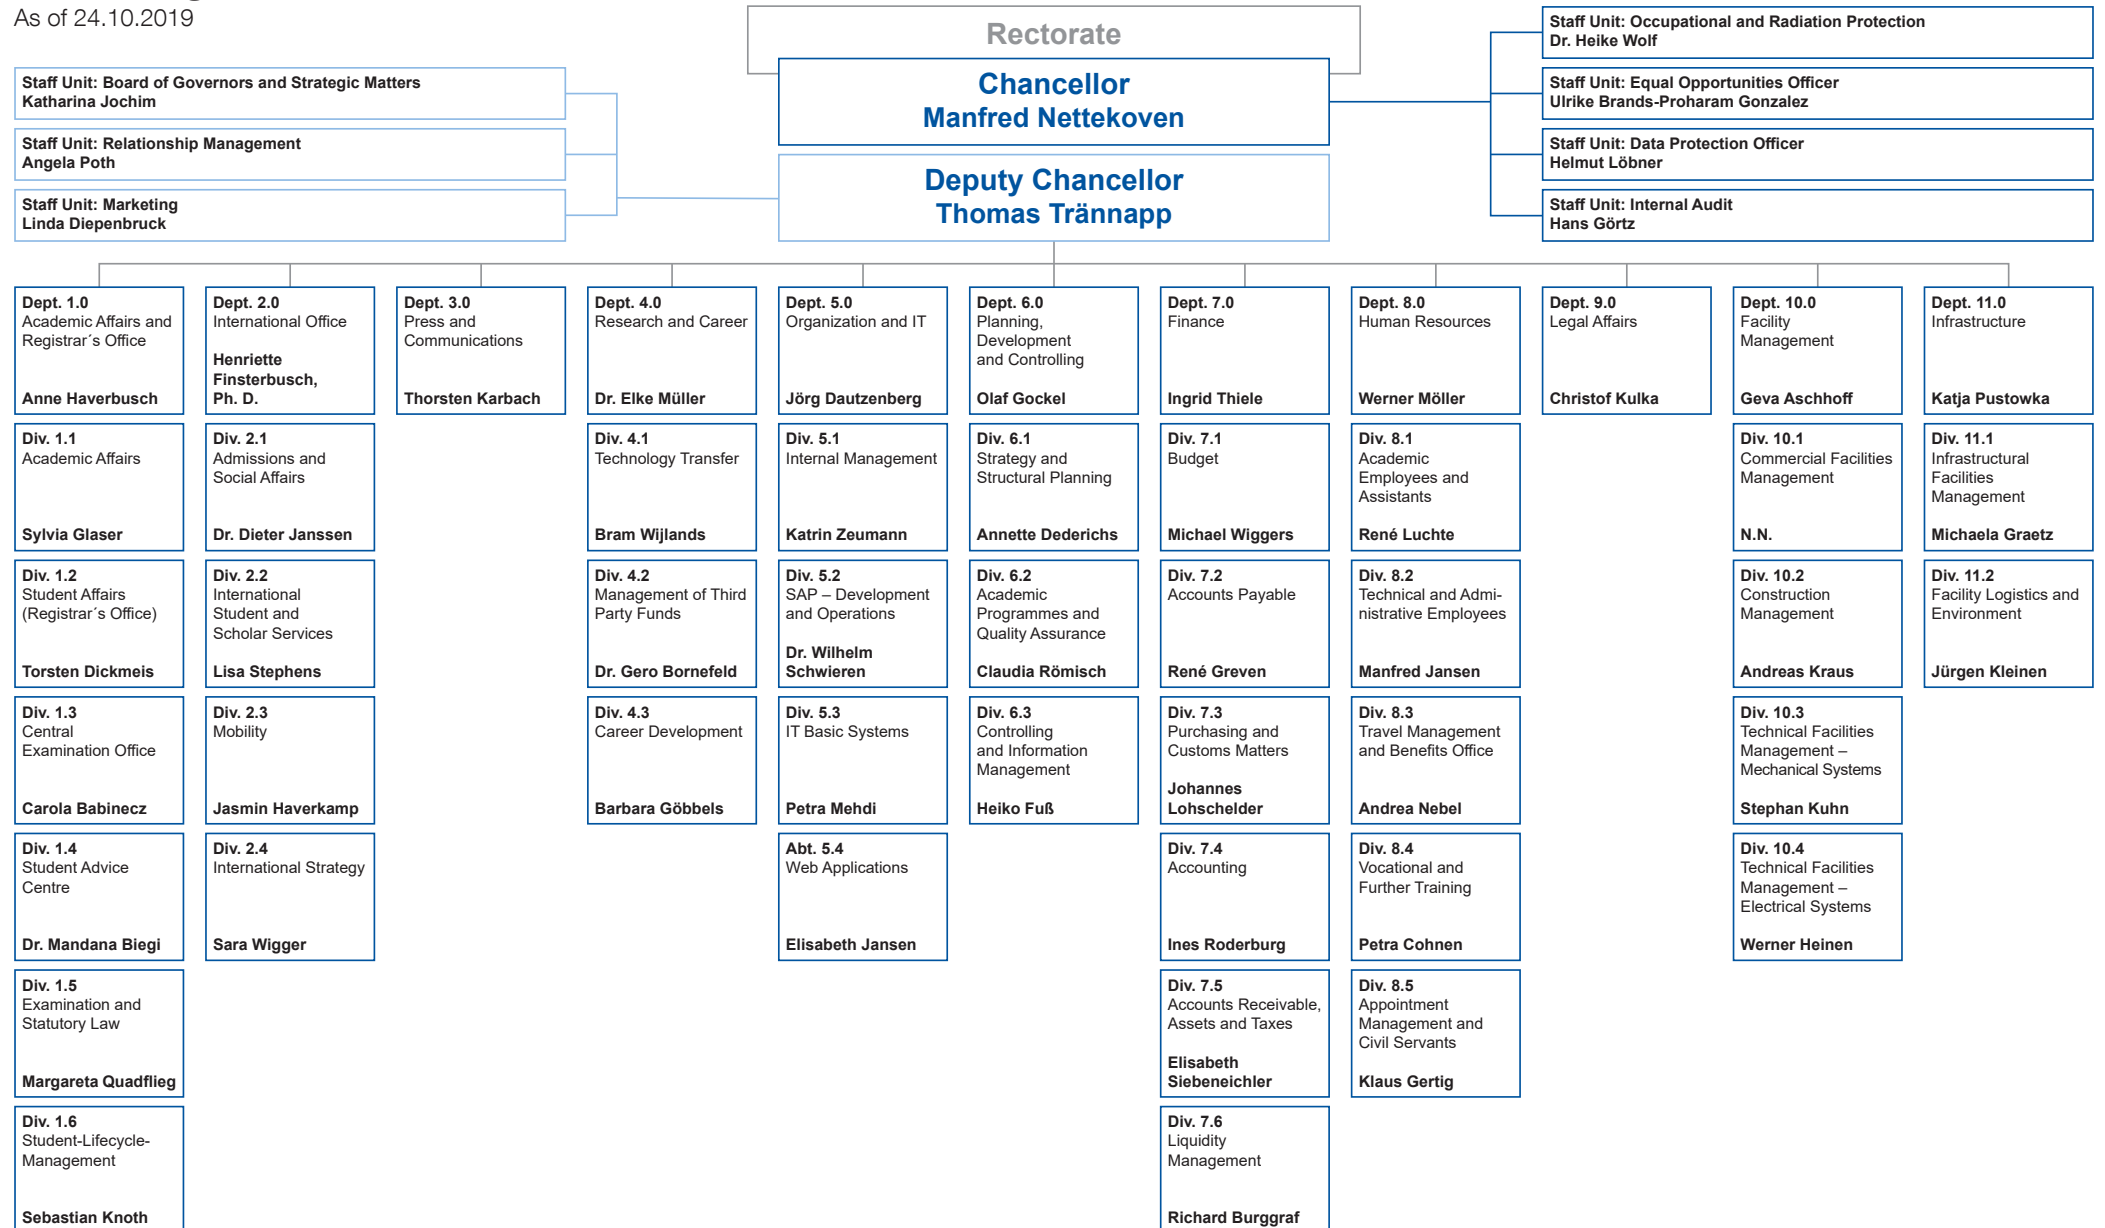 As of 24.10.2019
Rectorate
Chancellor
Manfred Nettekoven
Deputy Chancellor
Thomas Trännapp
Staff Unit: Board of Governors and Strategic Matters
Katharina Jochim
Staff Unit: Relationship Management
Angela Poth
Staff Unit: Marketing
Linda Diepenbruck
Staff Unit: Occupational and Radiation Protection
Dr. Heike Wolf
Staff Unit: Equal Opportunities Officer
Ulrike Brands-Proharam Gonzalez
Staff Unit: Data Protection Officer
Helmut Löbner
Staff Unit: Internal Audit
Hans Görtz
Dept. 1.0
Academic Affairs and
Registrar´s Office
Anne Haverbusch
Div. 1.1
Academic Affairs
Sylvia Glaser
Div. 1.2
Student Affairs
(Registrar´s Office)
Torsten Dickmeis
Div. 1.3
Central
Examination Office
Carola Babinecz
Div. 1.4
Student Advice
Centre
Dr. Mandana Biegi
Div. 1.5
Examination and
Statutory Law
Margareta Quadflieg
Div. 1.6
Student-Lifecycle-
Management
Sebastian Knoth
Dept. 2.0
International Office
Henriette
Finsterbusch,
Ph. D.
Div. 2.1
Admissions and
Social Affairs
Dr. Dieter Janssen
Div. 2.2
International
Student and
Scholar Services
Lisa Stephens
Div. 2.3
Mobility
Jasmin Haverkamp
Div. 2.4
International Strategy
Sara Wigger
Dept. 3.0
Press and
Communications
Thorsten Karbach
Dept. 4.0
Research and Career
Dr. Elke Müller
Div. 4.1
Technology Transfer
Bram Wijlands
Div. 4.2
Management of Third
Party Funds
Dr. Gero Bornefeld
Div. 4.3
Career Development
Barbara Göbbels
Dept. 5.0
Organization and IT
Jörg Dautzenberg
Div. 5.1
Internal Management
Katrin Zeumann
Div. 5.2
SAP – Development
and Operations
Dr. Wilhelm
Schwieren
Div. 5.3
IT Basic Systems
Petra Mehdi
Abt. 5.4
Web Applications
Elisabeth Jansen
Dept. 6.0
Planning,
Development
and Controlling
Olaf Gockel
Div. 6.1
Strategy and
Structural Planning
Annette Dederichs
Div. 6.2
Academic
Programmes and
Quality Assurance
Claudia Römisch
Div. 6.3
Controlling
and Information
Management
Heiko Fuß
Dept. 7.0
Finance
Ingrid Thiele
Div. 7.1
Budget
Michael Wiggers
Div. 7.2
Accounts Payable
René Greven
Div. 7.3
Purchasing and
Customs Matters
Johannes
Lohschelder
Div. 7.4
Accounting
Ines Roderburg
Div. 7.5
Accounts Receivable,
Assets and Taxes
Elisabeth
Siebeneichler
Div. 7.6
Liquidity
Management
Richard Burggraf
Dept. 8.0
Human Resources
Werner Möller
Div. 8.1
Academic
Employees and
Assistants
René Luchte
Div. 8.2
Technical and Admi-
nistrative Employees
Manfred Jansen
Div. 8.3
Travel Management
and Benefits Office
Andrea Nebel
Div. 8.4
Vocational and
Further Training
Petra Cohnen
Div. 8.5
Appointment
Management and
Civil Servants
Klaus Gertig
Dept. 9.0
Legal Affairs
Christof Kulka
Dept. 10.0
Facility
Management
Geva Aschhoff
Div. 10.1
Commercial Facilities
Management
N.N.
Div. 10.2
Construction
Management
Andreas Kraus
Div. 10.3
Technical Facilities
Management –
Mechanical Systems
Stephan Kuhn
Div. 10.4
Technical Facilities
Management –
Electrical Systems
Werner Heinen
Dept. 11.0
Infrastructure
Katja Pustowka
Div. 11.1
Infrastructural
Facilities
Management
Michaela Graetz
Div. 11.2
Facility Logistics and
Environment
Jürgen Kleinen